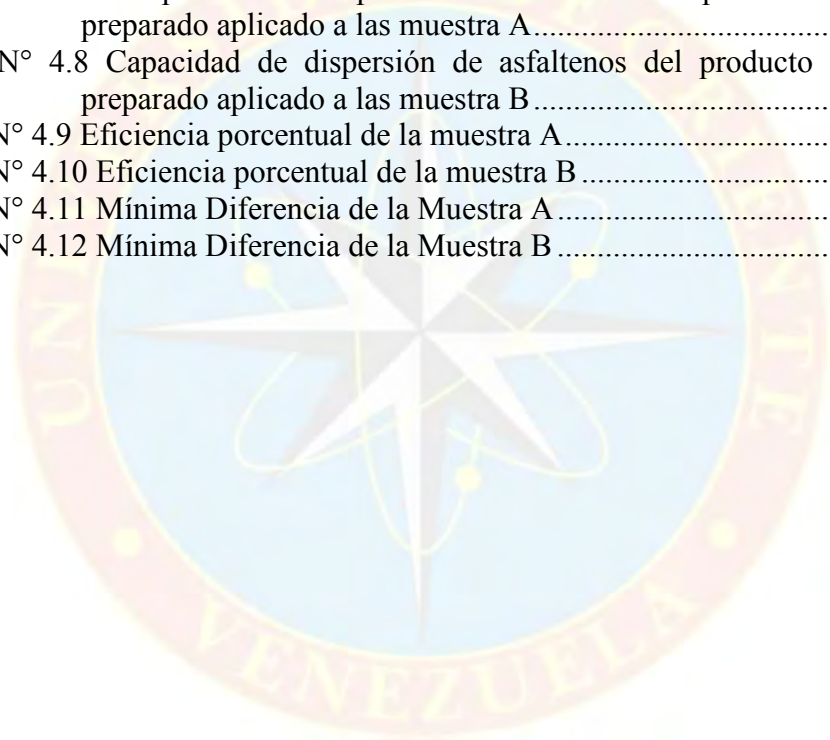 preparado aplicado a las muestra A....................................
N° 4.8 Capacidad de dispersión de asfaltenos del producto
preparado aplicado a las muestra B....................................
N° 4.9 Eficiencia porcentual de la muestra A....................................
N° 4.10 Eficiencia porcentual de la muestra B....................................
N° 4.11 Mínima Diferencia de la Muestra A....................................
N° 4.12 Mínima Diferencia de la Muestra B....................................
VENEZUELA